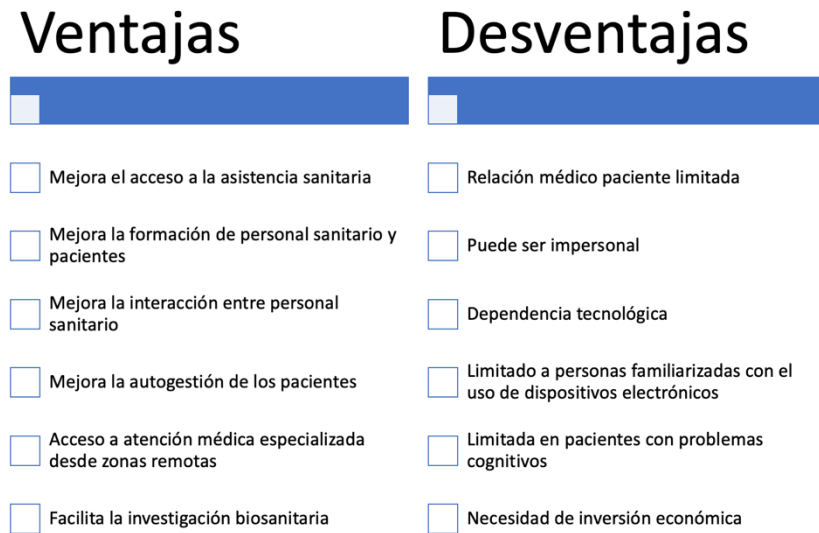 Ventajas
Mejora el acceso a la asistencia sanitaria
Mejora la formación de personal sanitario y
pacientes
Mejora la interacción entre personal
sanitario
Mejora la autogestión de los pacientes
Acceso a atención médica especializada
desde zonas remotas
Facilita la investigación biosanitaria
Desventajas
Relación médico paciente limitada
Puede ser impersonal
Dependencia tecnológica
Limitado a personas familiarizadas con el
uso de dispositivos electrónicos
Limitada en pacientes con problemas
cognitivos
Necesidad de inversión económica